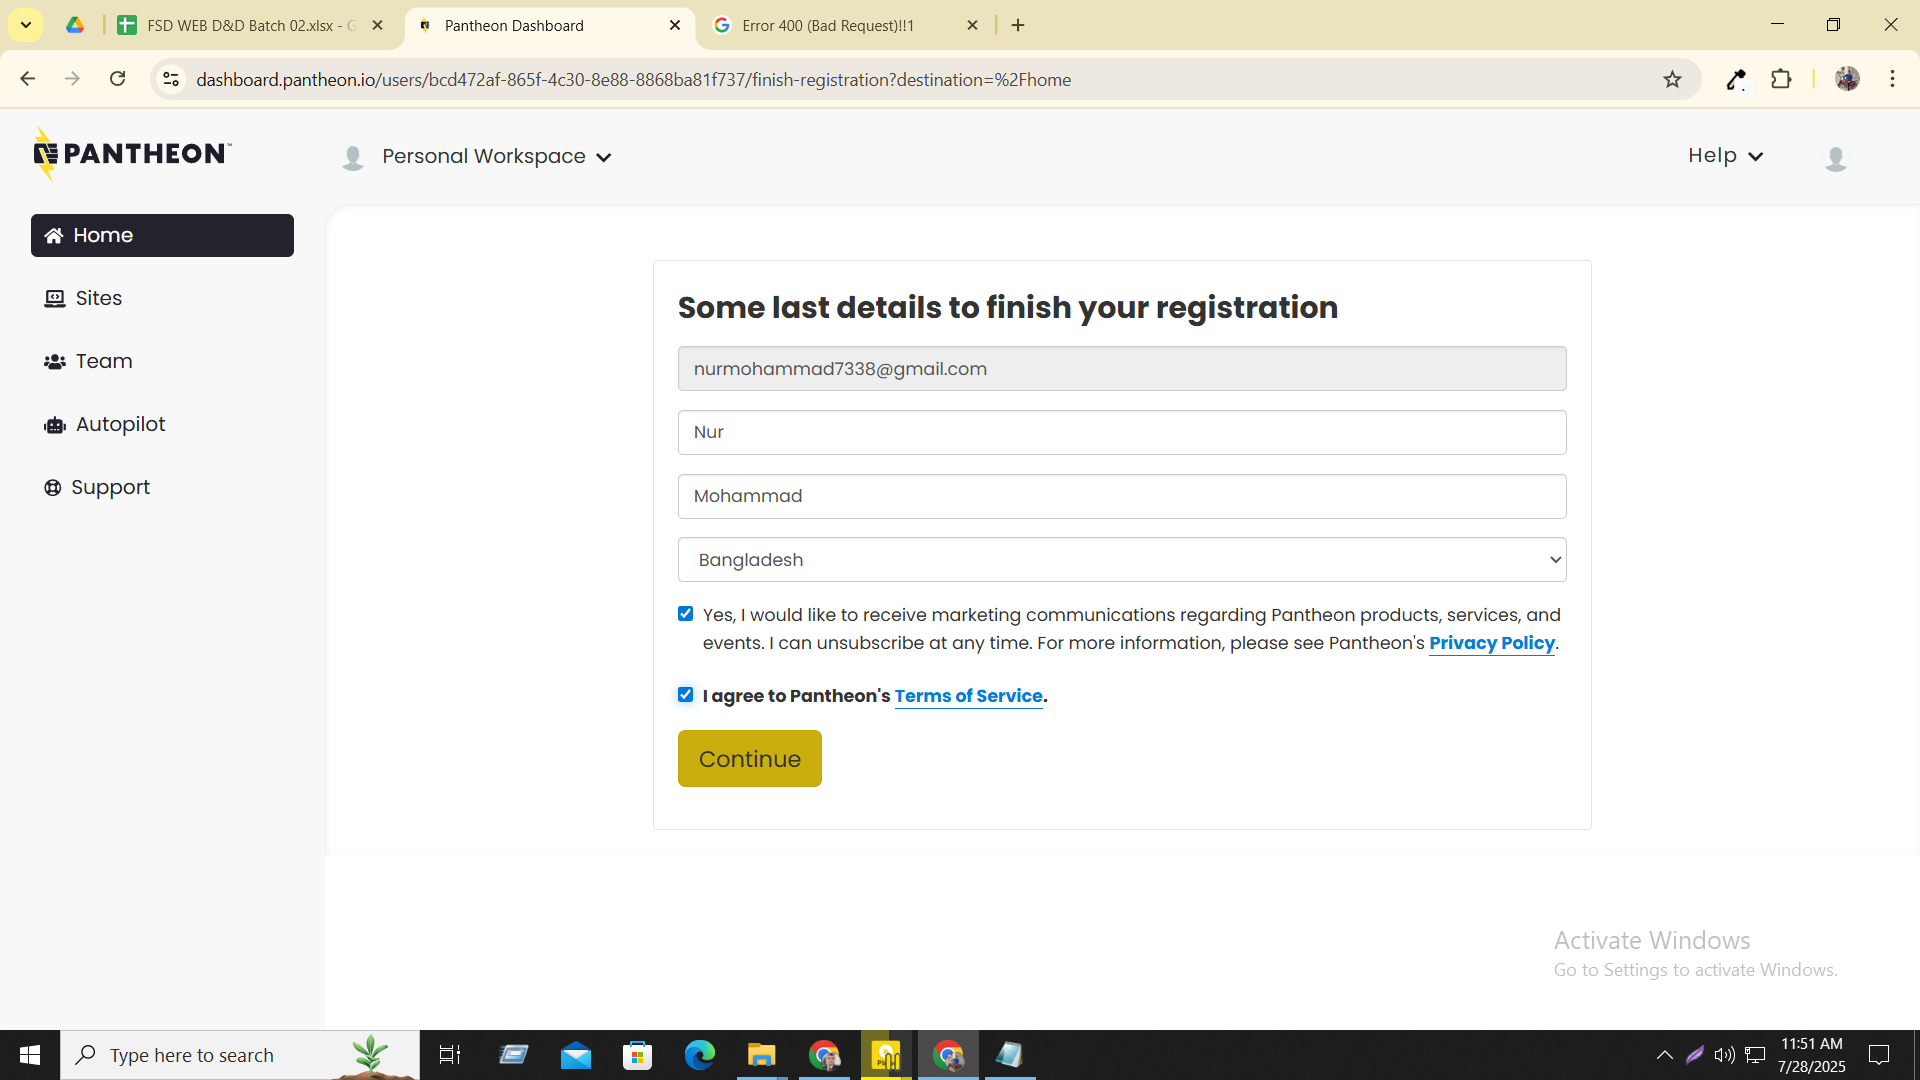 FSD WEB D&D Batch 02.xlsx - G
Pantheon Dashboard
Error 400 (Bad Request)!!1
dashboard.pantheon.io/users/bcd472af-865f-4c30-8e88-8868ba81f737/finish-registration?destination=%2Fhome
PANTHEON™
Personal Workspace
Help
Home
Sites
Team
Autopilot
Support
Some last details to finish your registration
nurmohammad7338@gmail.com
Nur
Mohammad
Bangladesh
Yes, I would like to receive marketing communications regarding Pantheon products, services, and
events. I can unsubscribe at any time. For more information, please see Pantheon's Privacy Policy.
I agree to Pantheon's Terms of Service.
Continue
Activate Windows
Go to Settings to activate Windows.
Type here to search
11:51 AM
7/28/2025